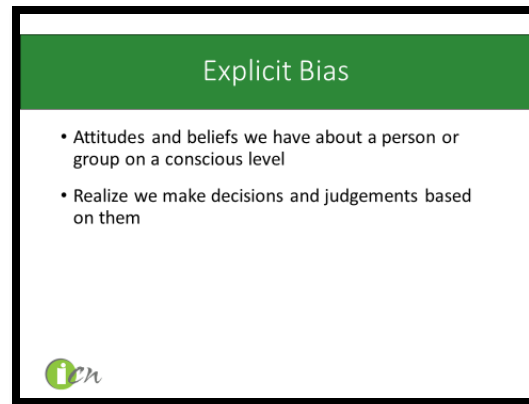 Explicit Bias
• Attitudes and beliefs we have about a person or
group on a conscious level
• Realize we make decisions and judgements based
on them
icn